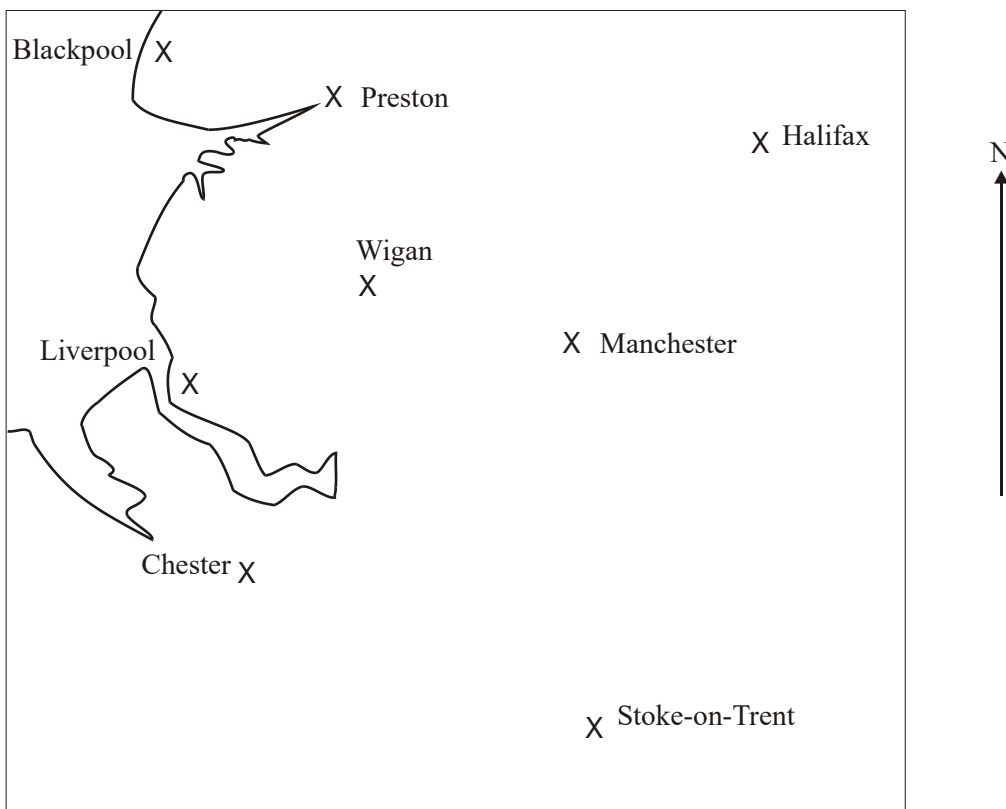 Blackpool X
X Preston
X Halifax
N
Wigan
X
X Manchester
Liverpool
X
Chester X
X Stoke-on-Trent